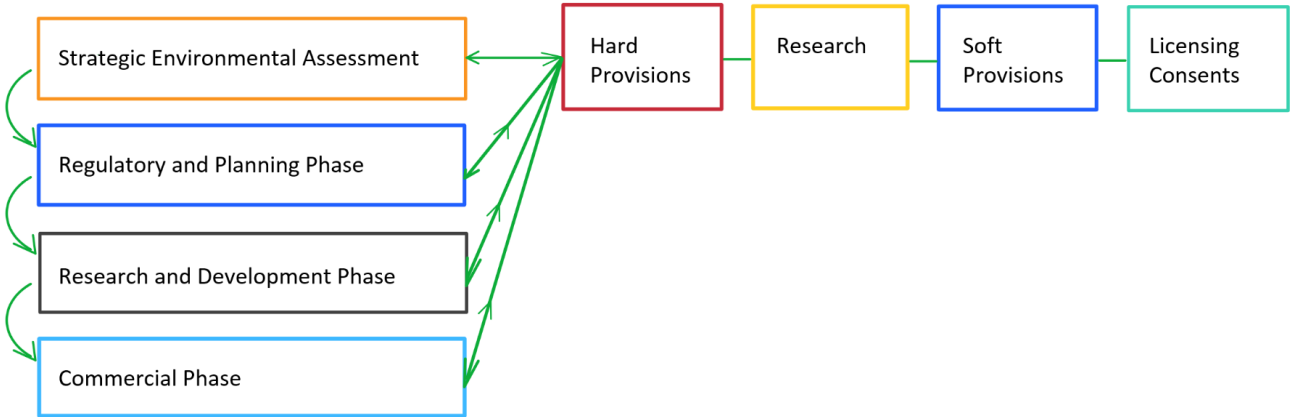 Strategic Environmental Assessment
Regulatory and Planning Phase
Research and Development Phase
Commercial Phase
Hard
Provisions
Research
Soft
Provisions
Licensing
Consents